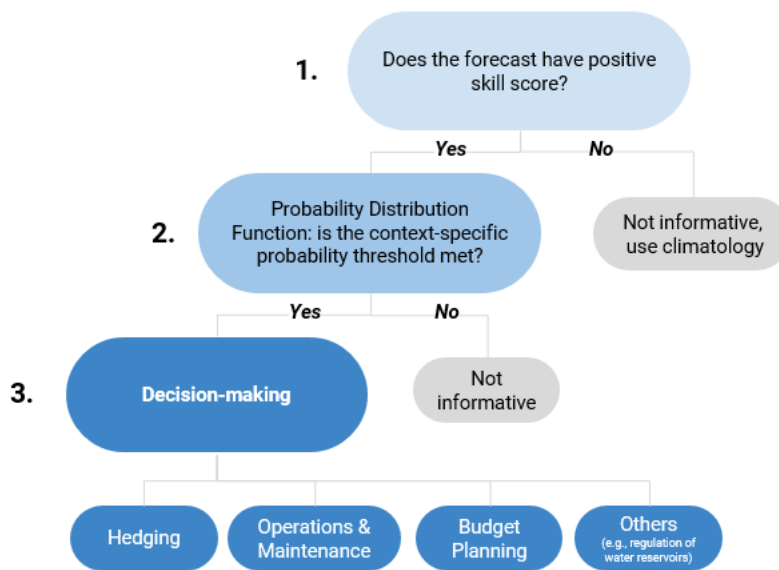 1.
Does the forecast have positive
skill score?
Yes
No
2.
Probability Distribution
Function: is the context-specific
probability threshold met?
Not informative,
use climatology
Yes
No
3.
Decision-making
Not
informative
Hedging
Operations &
Maintenance
Budget
Planning
Others
(e.g., regulation of
water reservoirs)